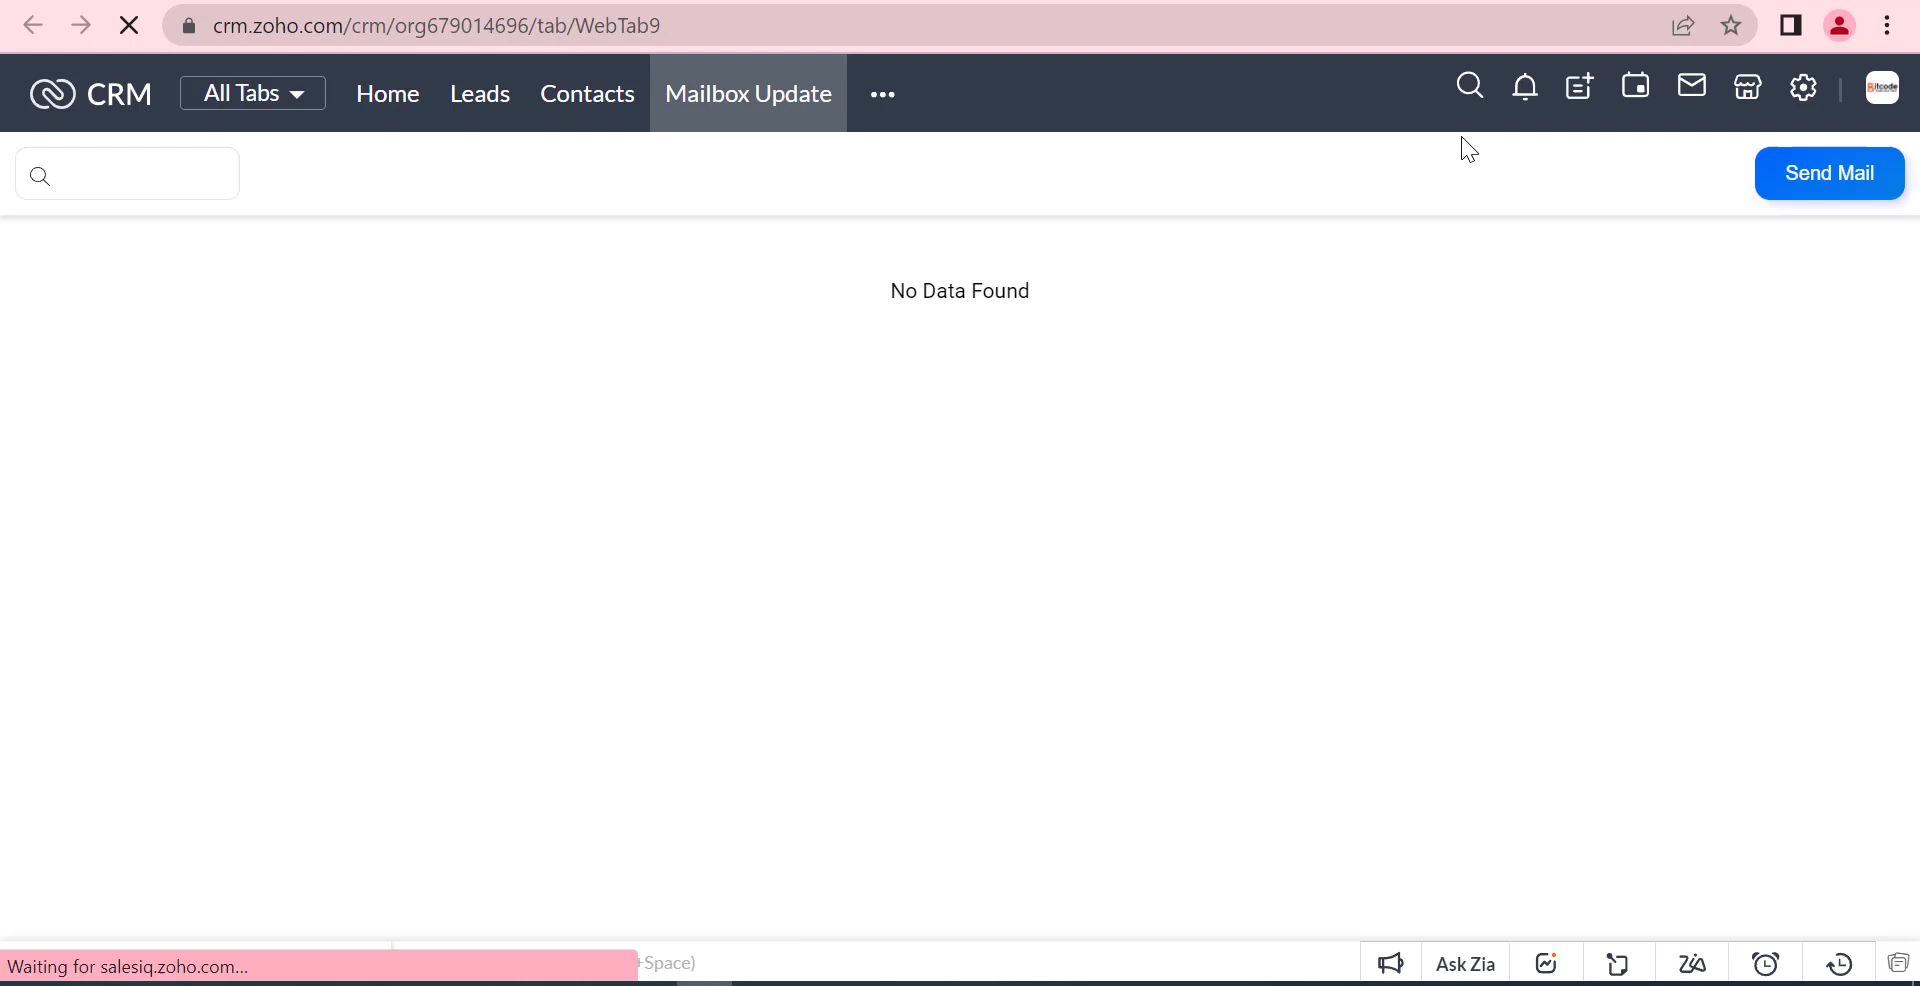 crm.zoho.com/crm/org679014696/tab/WebTab9
CRM
All Tabs
Home
Leads
Contacts
Mailbox Update
Bitcode
Send Mail
No Data Found
Waiting for salesiq.zoho.com...
+Space)
Ask Zia